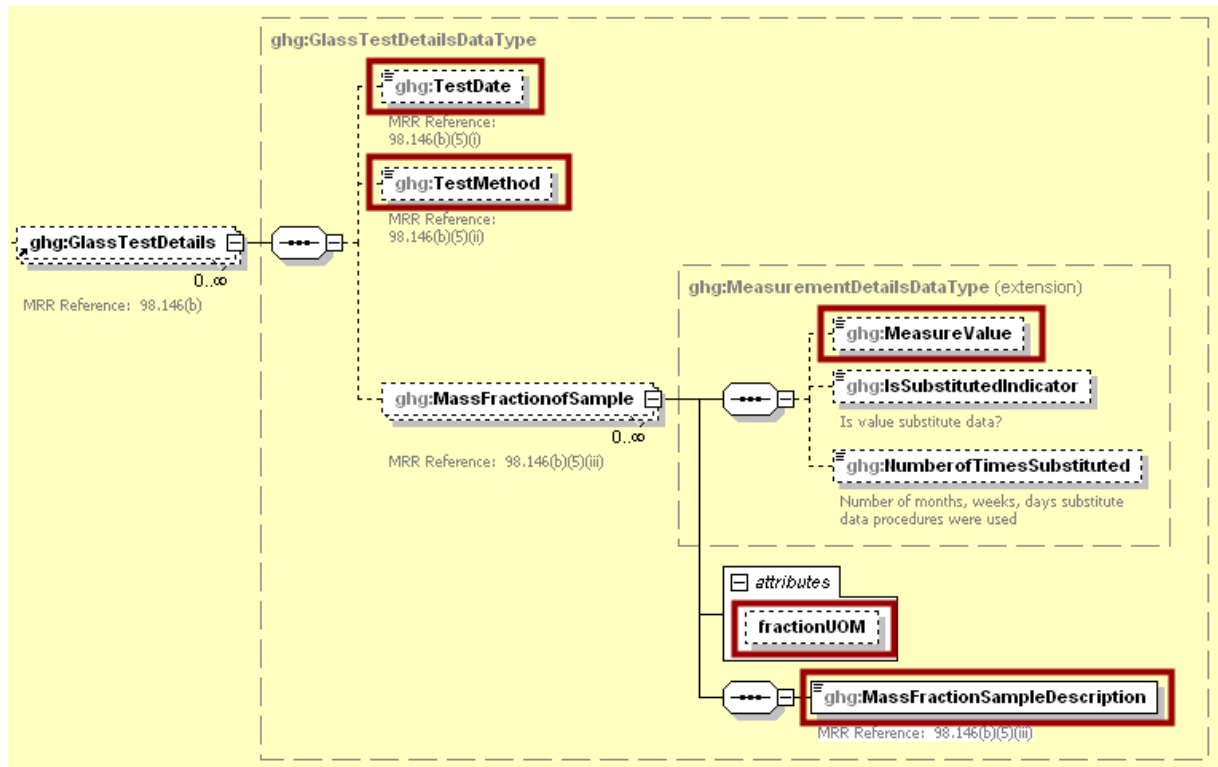 ghg:GlassTestDetailsDataType
ghg:TestDate
MRR Reference:
98.146(b)(5)(i)
ghg:TestMethod
MRR Reference:
98.146(b)(5)(ii)
ghg:GlassTestDetails
0..∞
MRR Reference: 98.146(b)
ghg:MeasurementDetailsDataType (extension)
ghg:MeasureValue
ghg:IsSubstitutedIndicator
Is value substitute data?
ghg:MassFractionofSample
0..∞
MRR Reference: 98.146(b)(5)(iii)
ghg:NumberofTimesSubstituted
Number of months, weeks, days substitute
data procedures were used
attributes
fractionUOM
ghg:MassFractionSampleDescription
MRR Reference: 98.146(b)(5)(iii)